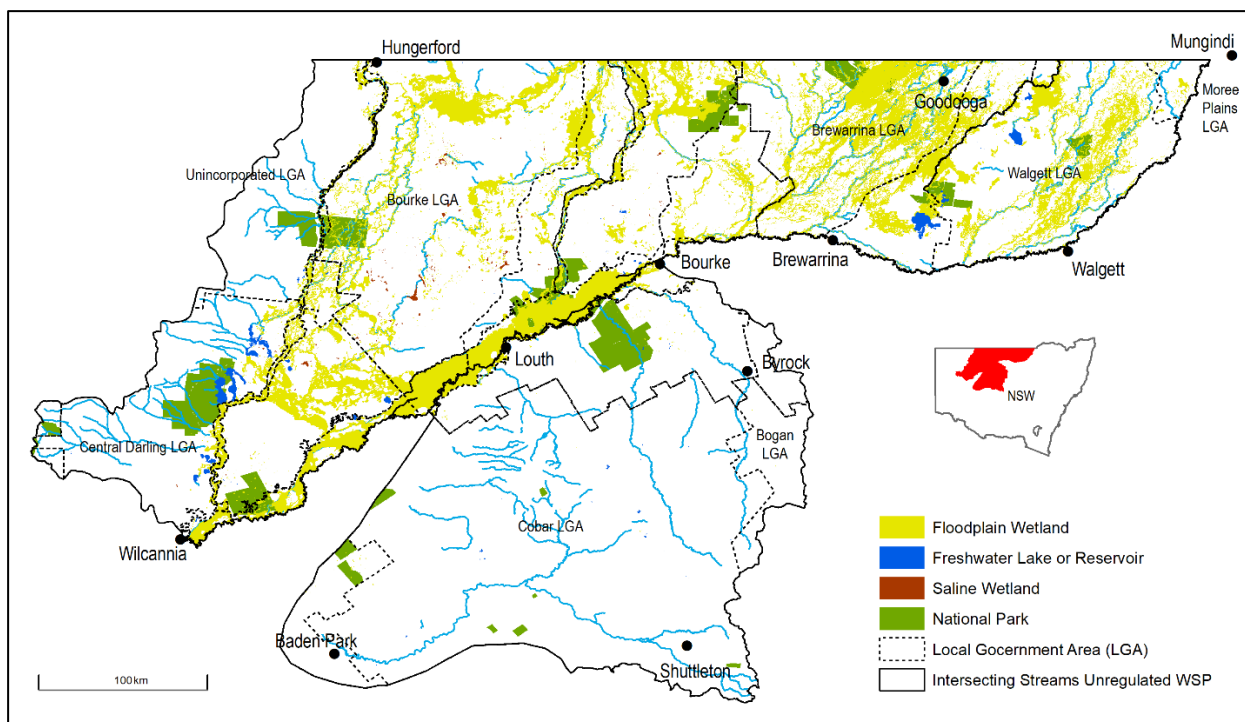 Hungerford
Mungindi
Moree
Plains
LGA
Goodooga
Brewarrina LGA
Unincorporated LGA
Bourke LGA
Walgett LGA
Bourke
Brewarrina
Walgett
Louth
Byrock
NSW
Central Darling LGA
Bogan
LGA
Cobar LGA
Wilcannia
Baden Park
Shuttleton
100 km
Floodplain Wetland
Freshwater Lake or Reservoir
Saline Wetland
National Park
Local Gocernment Area (LGA)
Intersecting Streams Unregulated WSP